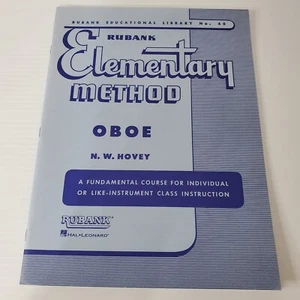 RUBANK EDUCATIONAL LIBRARY No. 40
RUBANK
Elementary
METHOD
OBOE
N. W. HOVEY
A FUNDAMENTAL COURSE FOR INDIVIDUAL
OR LIKE-INSTRUMENT CLASS INSTRUCTION
RUBANK
HAL•LEONARD